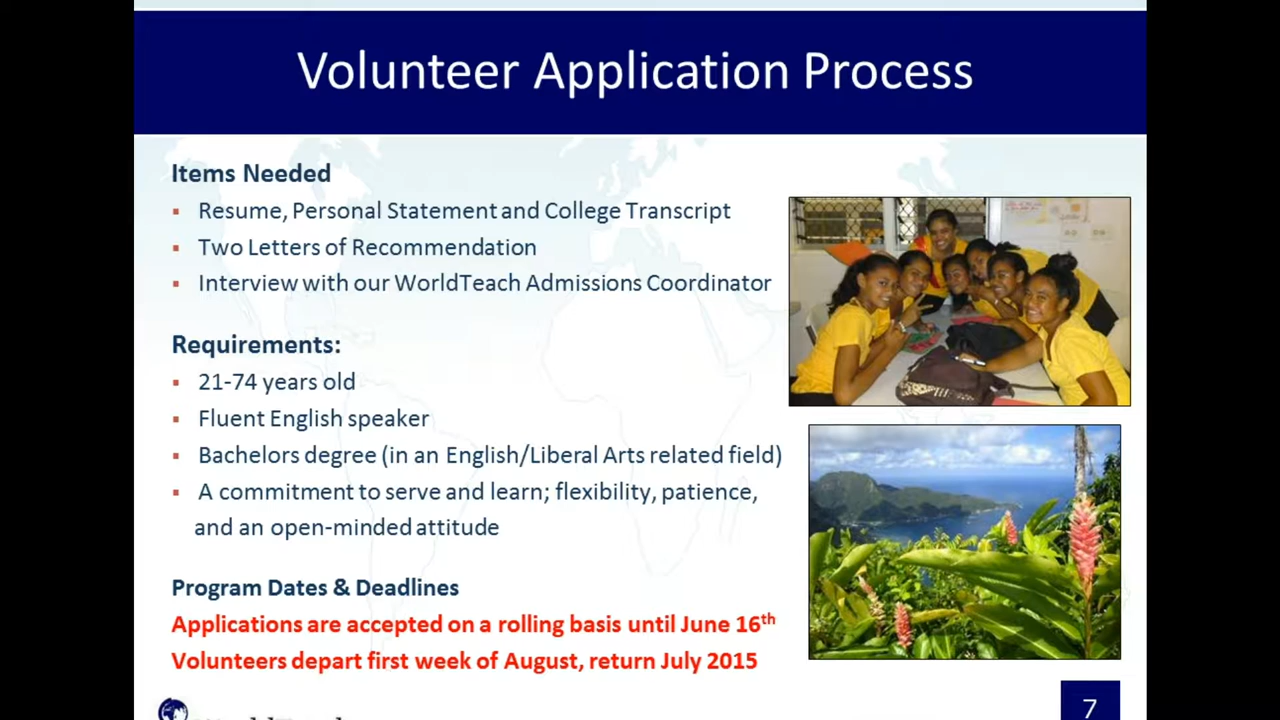 Volunteer Application Process
Items Needed
▪ Resume, Personal Statement and College Transcript
▪ Two Letters of Recommendation
▪ Interview with our WorldTeach Admissions Coordinator
Requirements:
▪ 21-74 years old
▪ Fluent English speaker
▪ Bachelors degree (in an English/Liberal Arts related field)
▪ A commitment to serve and learn; flexibility, patience,
and an open-minded attitude
Program Dates & Deadlines
Applications are accepted on a rolling basis until June 16th
Volunteers depart first week of August, return July 2015
7